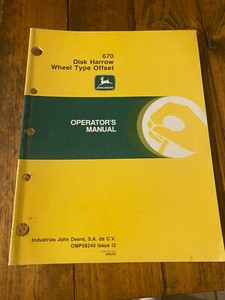 670
Disk Harrow
Wheel Type Offset
JOHN DEERE
OPERATOR'S
MANUAL
Industrias John Deere, S.A. de C.V.
OMP58240 Issue I2